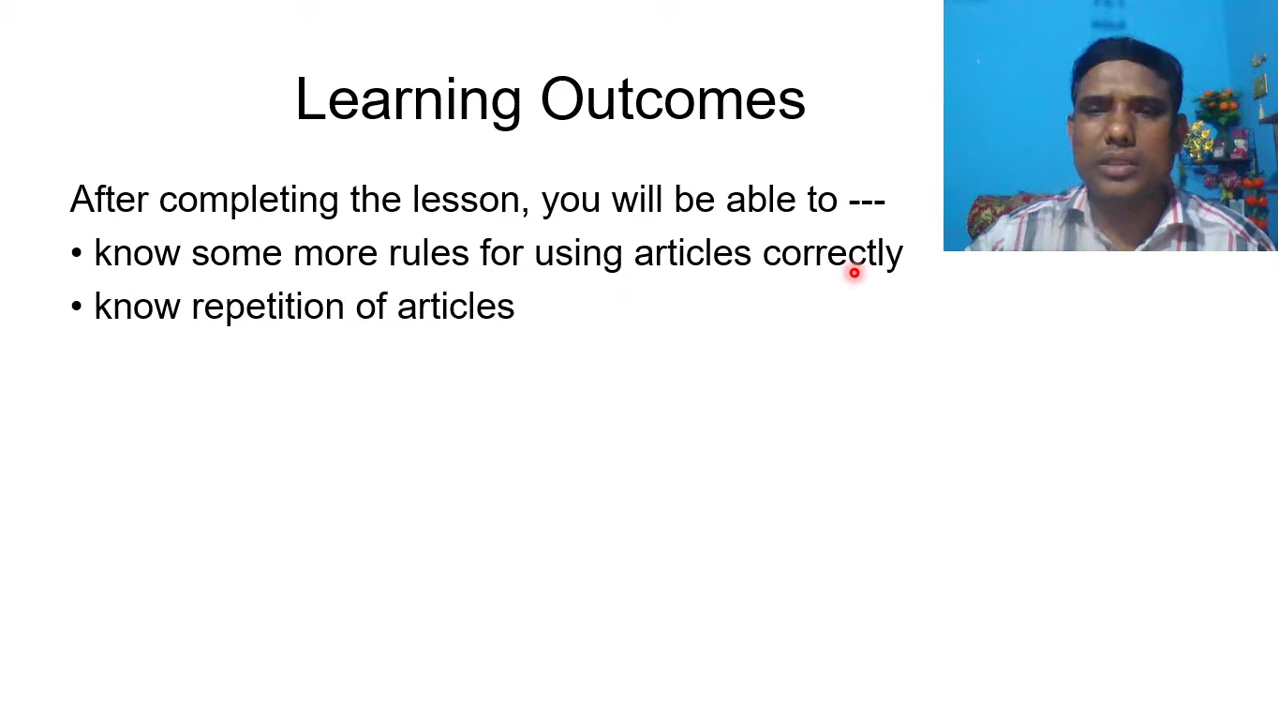 Learning Outcomes
After completing the lesson, you will be able to ---
• know some more rules for using articles correctly
• know repetition of articles